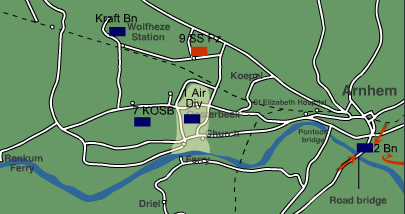 Kraft Bn
Wolfheze
Station
9 SS Pz
Koepel
Arnhem
1 Air
Div
St Elizabeth Hospital
7 KOSB
Church
Pontoon
bridge
2 Bn
Renkum
Ferry
Ferry
Road bridge
Driel